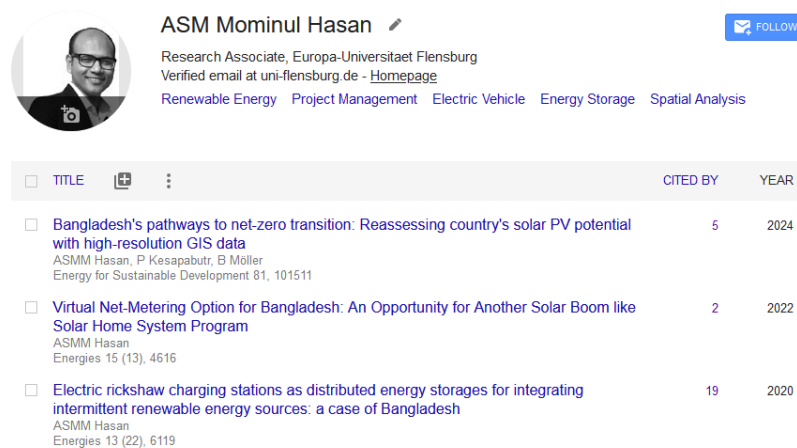 ASM Mominul Hasan
FOLLOW
Research Associate, Europa-Universitaet Flensburg
Verified email at uni-flensburg.de - Homepage
Renewable Energy Project Management Electric Vehicle Energy Storage Spatial Analysis
TITLE CITED BY YEAR
Bangladesh's pathways to net-zero transition: Reassessing country's solar PV potential 5 2024
with high-resolution GIS data
ASMM Hasan, P Kesapabutr, B Möller
Energy for Sustainable Development 81, 101511
Virtual Net-Metering Option for Bangladesh: An Opportunity for Another Solar Boom like 2 2022
Solar Home System Program
ASMM Hasan
Energies 15 (13), 4616
Electric rickshaw charging stations as distributed energy storages for integrating 19 2020
intermittent renewable energy sources: a case of Bangladesh
ASMM Hasan
Energies 13 (22), 6119